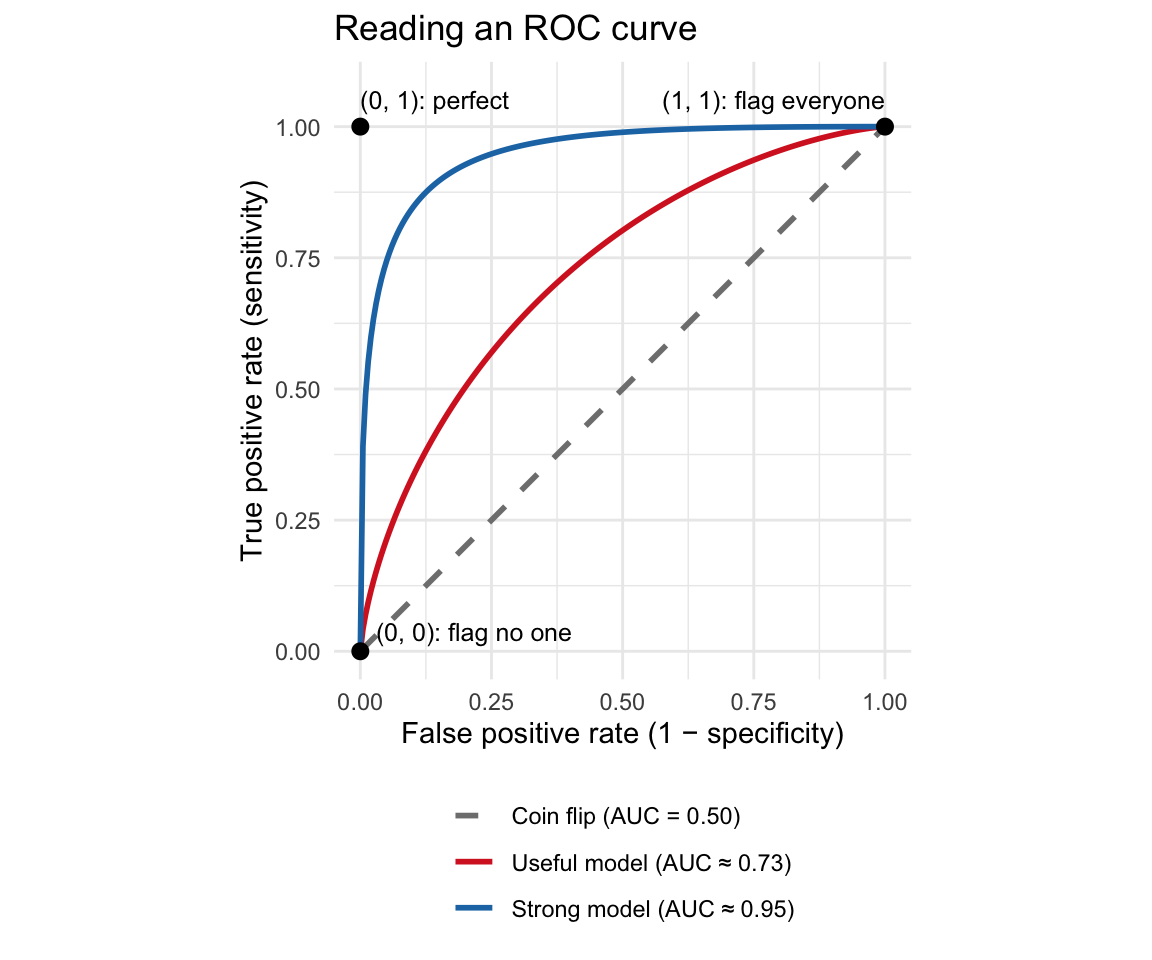 Reading an ROC curve
(0, 1): perfect
(1, 1): flag everyone
1.00
0.75
0.50
0.25
0.00
True positive rate (sensitivity)
(0, 0): flag no one
0.00
0.25
0.50
0.75
1.00
False positive rate (1 − specificity)
Coin flip (AUC = 0.50)
Useful model (AUC ≈ 0.73)
Strong model (AUC ≈ 0.95)